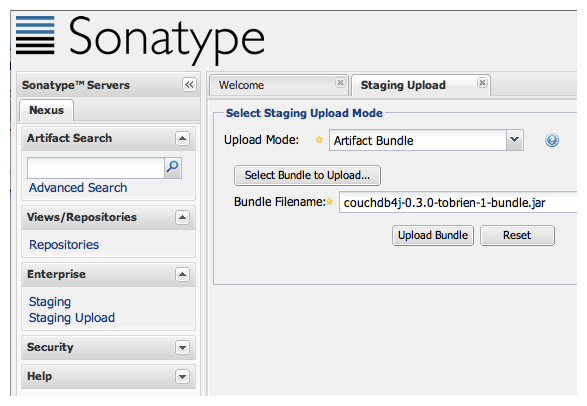 Sonatype
Sonatype™ Servers
Nexus
Artifact Search
Advanced Search
Views/Repositories
Repositories
Enterprise
Staging
Staging Upload
Security
Help
Welcome
Staging Upload
Select Staging Upload Mode
Upload Mode: Artifact Bundle
Select Bundle to Upload...
Bundle Filename: couchdb4j-0.3.0-tobrien-1-bundle.jar
Upload Bundle Reset